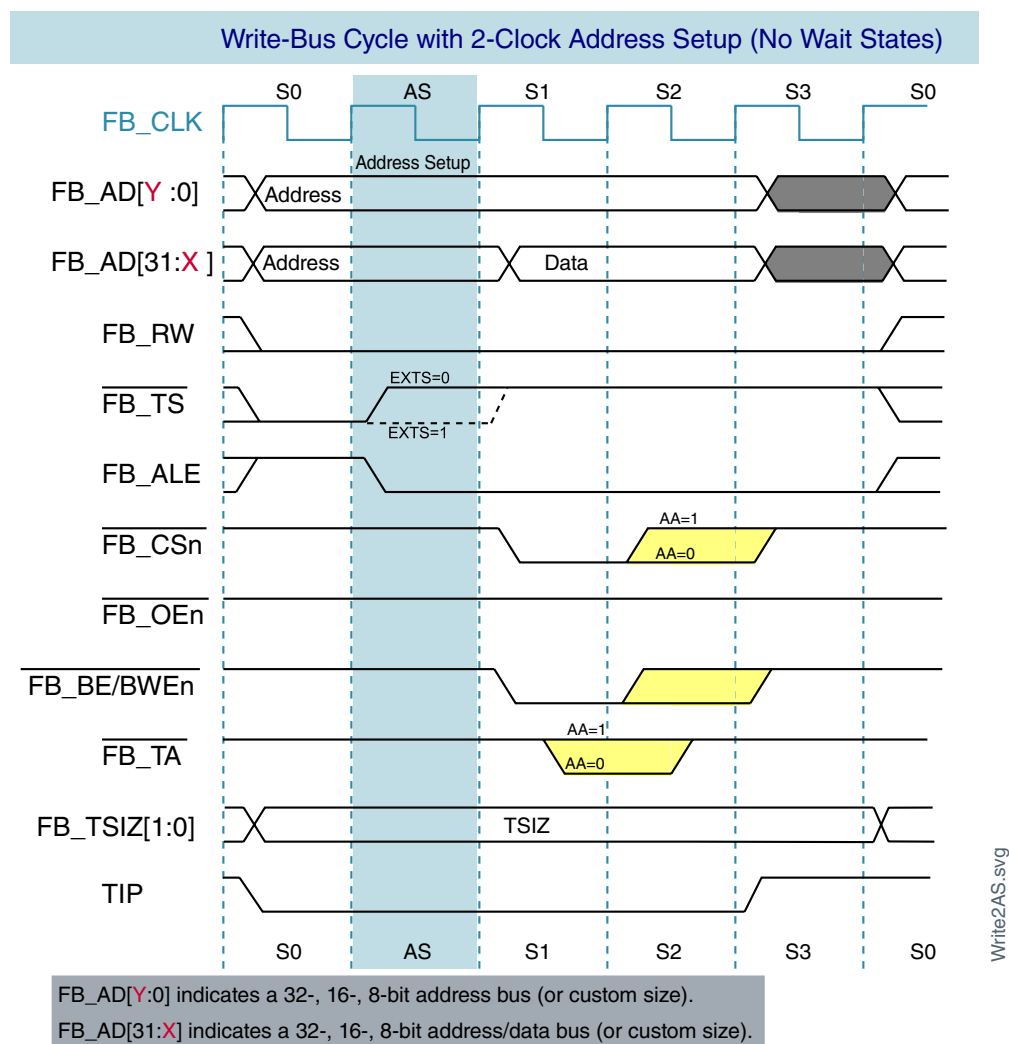 Write-Bus Cycle with 2-Clock Address Setup (No Wait States)
S0 AS S1 S2 S3 S0
FB_CLK
Address Setup
FB_AD[Y :0]
Address
FB_AD[31:X ]
Address Data
FB_RW
FB_TS
EXTS=0
EXTS=1
FB_ALE
FB_CSn
AA=1
AA=0
FB_OEn
FB_BE/BWEn
FB_TA
AA=1
AA=0
FB_TSIZ[1:0]
TSIZ
TIP
S0 AS S1 S2 S3 S0
FB_AD[Y:0] indicates a 32-, 16-, 8-bit address bus (or custom size).
FB_AD[31:X] indicates a 32-, 16-, 8-bit address/data bus (or custom size).
Write2AS.svg